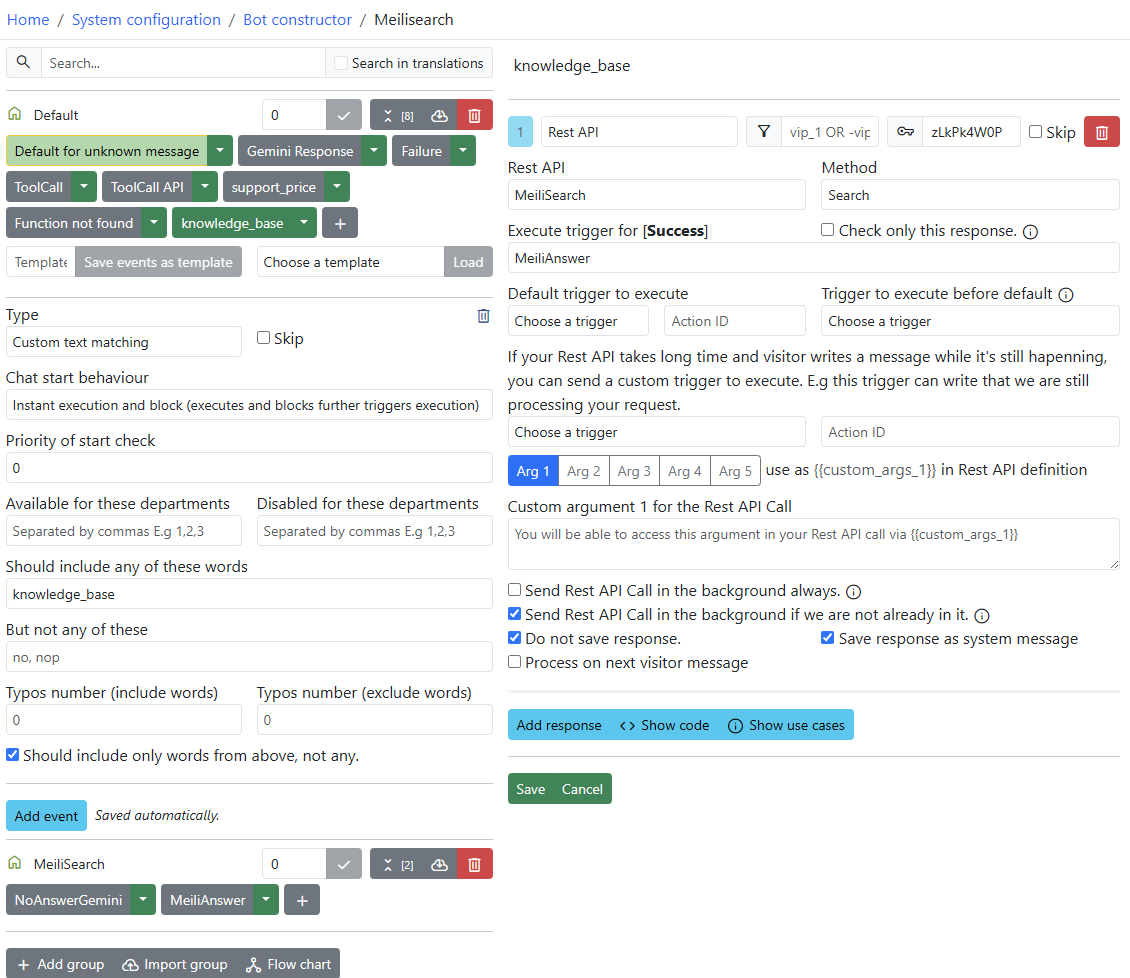 Home / System configuration / Bot constructor / Meilisearch
Search...
Search in translations
Default
0
[8]
Default for unknown message
Gemini Response
Failure
ToolCall
ToolCall API
support_price
Function not found
knowledge_base
+
Template
Save events as template
Choose a template
Load
Type
Custom text matching
Skip
Chat start behaviour
Instant execution and block (executes and blocks further triggers execution)
Priority of start check
0
Available for these departments
Separated by commas E.g 1,2,3
Disabled for these departments
Separated by commas E.g 1,2,3
Should include any of these words
knowledge_base
But not any of these
no, nop
Typos number (include words)
0
Typos number (exclude words)
0
Should include only words from above, not any.
Add event
Saved automatically.
MeiliSearch
0
[2]
NoAnswerGemini
MeiliAnswer
+
+ Add group
Import group
Flow chart
knowledge_base
1
Rest API
vip_1 OR -vip
zLkPk4W0P
Skip
Rest API
MeiliSearch
Method
Search
Execute trigger for [Success]
Check only this response.
MeiliAnswer
Default trigger to execute
Choose a trigger
Action ID
Trigger to execute before default
Choose a trigger
If your Rest API takes long time and visitor writes a message while it's still hapenning,
you can send a custom trigger to execute. E.g this trigger can write that we are still
processing your request.
Choose a trigger
Action ID
Arg 1
Arg 2
Arg 3
Arg 4
Arg 5
use as {{custom_args_1}} in Rest API definition
Custom argument 1 for the Rest API Call
You will be able to access this argument in your Rest API call via {{custom_args_1}}
Send Rest API Call in the background always.
Send Rest API Call in the background if we are not already in it.
Do not save response.
Save response as system message
Process on next visitor message
Add response
<> Show code
Show use cases
Save
Cancel